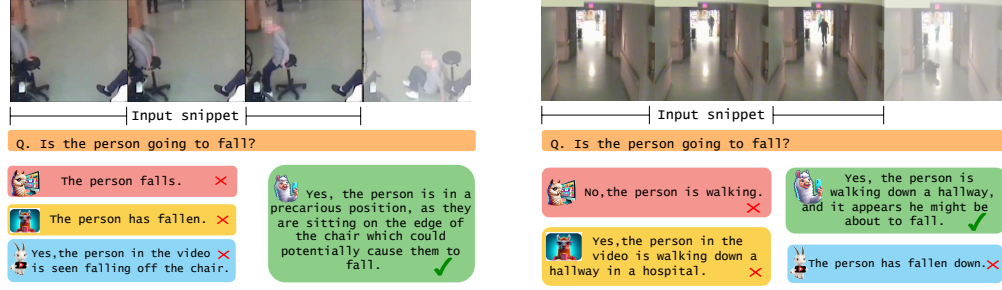 Input snippet
Q. Is the person going to fall?
The person falls.
The person has fallen.
Yes,the person in the video
is seen falling off the chair.
Yes, the person is in a
precarious position, as they
are sitting on the edge of
the chair which could
potentially cause them to
fall.
Input snippet
Q. Is the person going to fall?
No,the person is walking.
Yes,the person in the
video is walking down a
hallway in a hospital.
Yes, the person is
walking down a hallway,
and it appears he might be
about to fall.
The person has fallen down.